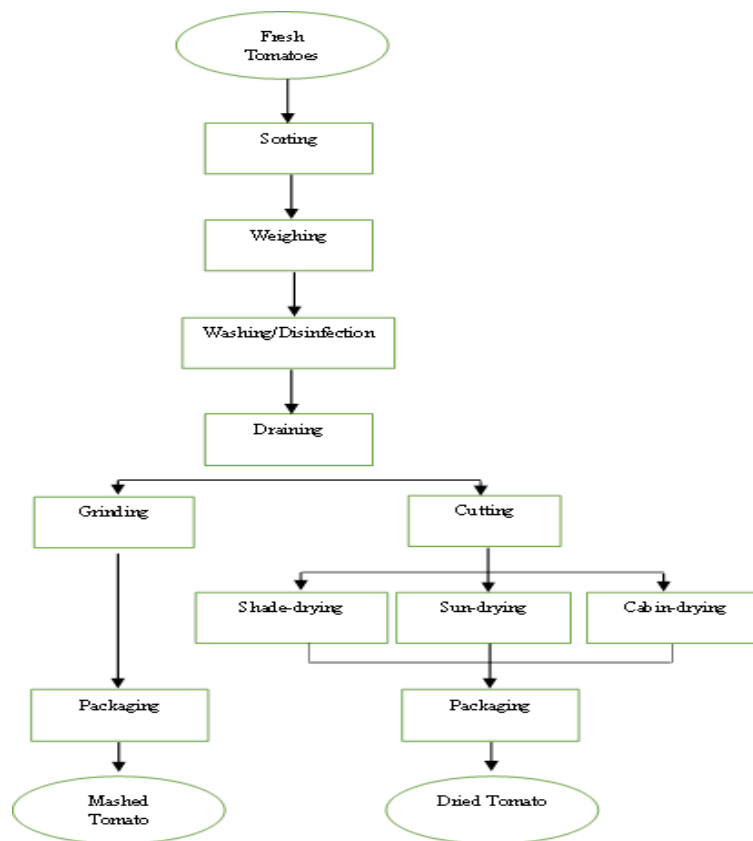 Fresh
Tomatoes
Sorting
Weighing
Washing/Disinfection
Draining
Grinding
Cutting
Shade-drying
Sun-drying
Cabin-drying
Packaging
Packaging
Mashed
Tomato
Dried Tomato